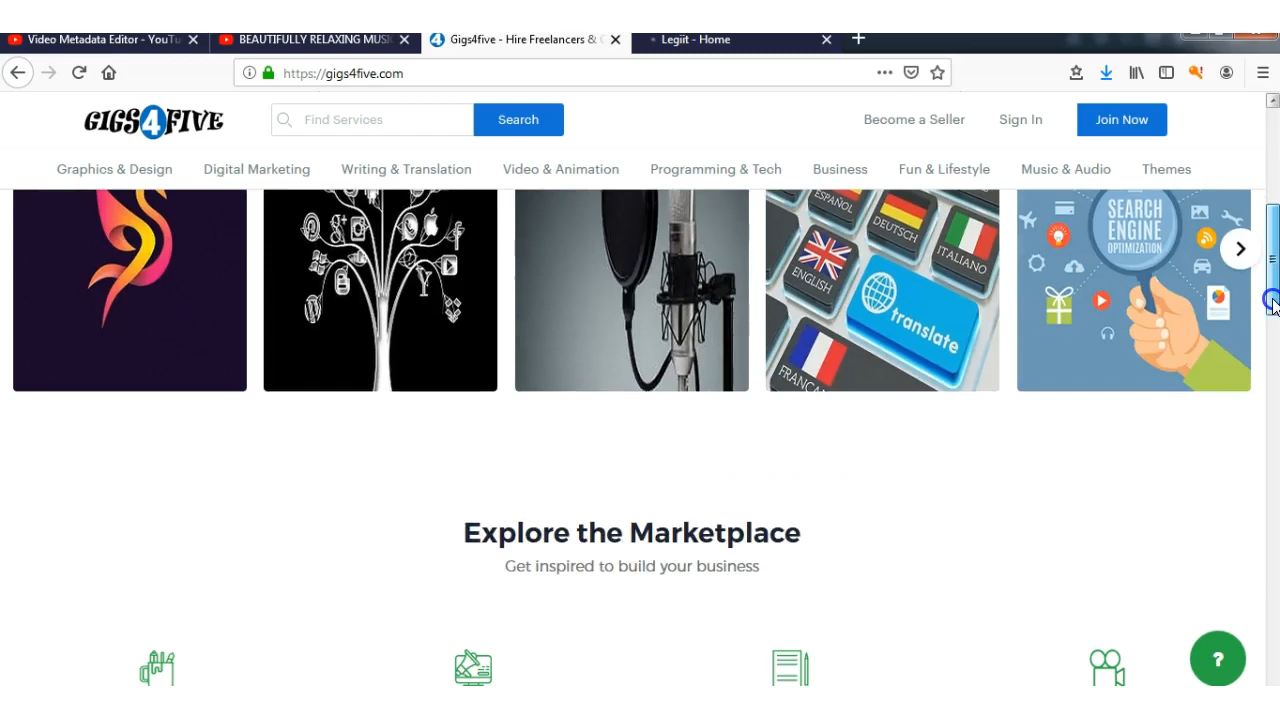 Video Metadata Editor - YouTu
BEAUTIFULLY RELAXING MUSI
Gigs4five - Hire Freelancers &
Legiit - Home
https://gigs4five.com
GIGS4FIVE
Find Services
Search
Become a Seller
Sign In
Join Now
Graphics & Design
Digital Marketing
Writing & Translation
Video & Animation
Programming & Tech
Business
Fun & Lifestyle
Music & Audio
Themes
ESPAÑOL
DEUTSCH
ITALIANO
ENGLISH
translate
FRANÇA
SEARCH
ENGINE
OPTIMIZATION
Explore the Marketplace
Get inspired to build your business
?